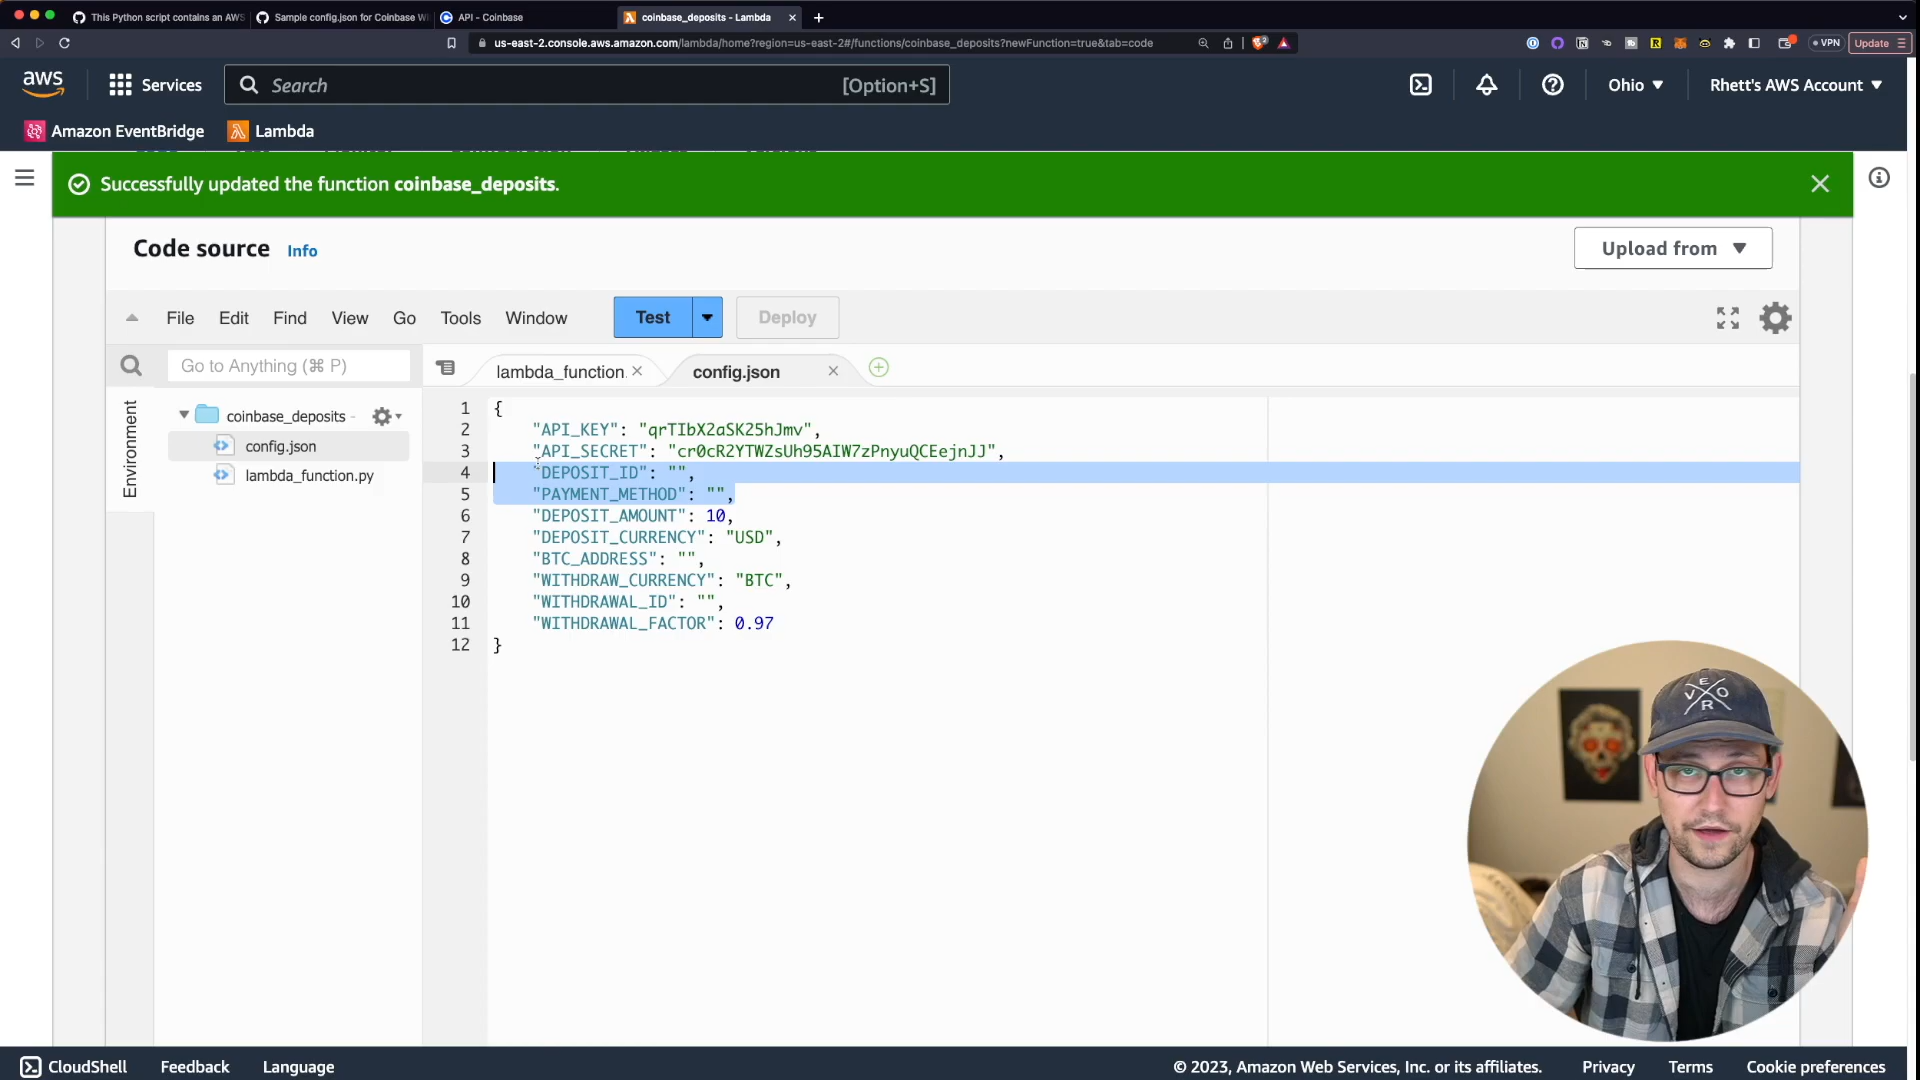 This Python script contains an AWS
Sample config.json for Coinbase Wi
API - Coinbase
coinbase_deposits - Lambda
us-east-2.console.aws.amazon.com/lambda/home?region=us-east-2#/functions/coinbase_deposits?newFunction=true&tab=code
VPN
Update
aws
Services
Search
[Option+S]
Ohio
Rhett's AWS Account
Amazon EventBridge
Lambda
Successfully updated the function coinbase_deposits.
Code source
Info
Upload from
File
Edit
Find
View
Go
Tools
Window
Test
Deploy
Go to Anything (⌘ P)
lambda_function.
config.json
Environment
coinbase_deposits -
config.json
lambda_function.py
1 {
2 "API_KEY": "qrTIbX2aSK25hJmv",
3 "API_SECRET": "cr0cR2YTWZsUh95AIW7zPnyuQCEejnJJ",
4 "DEPOSIT_ID": "",
5 "PAYMENT_METHOD": "",
6 "DEPOSIT_AMOUNT": 10,
7 "DEPOSIT_CURRENCY": "USD",
8 "BTC_ADDRESS": "",
9 "WITHDRAW_CURRENCY": "BTC",
10 "WITHDRAWAL_ID": "",
11 "WITHDRAWAL_FACTOR": 0.97
12 }
E
V O
R
CloudShell
Feedback
Language
© 2023, Amazon Web Services, Inc. or its affiliates.
Privacy
Terms
Cookie preferences